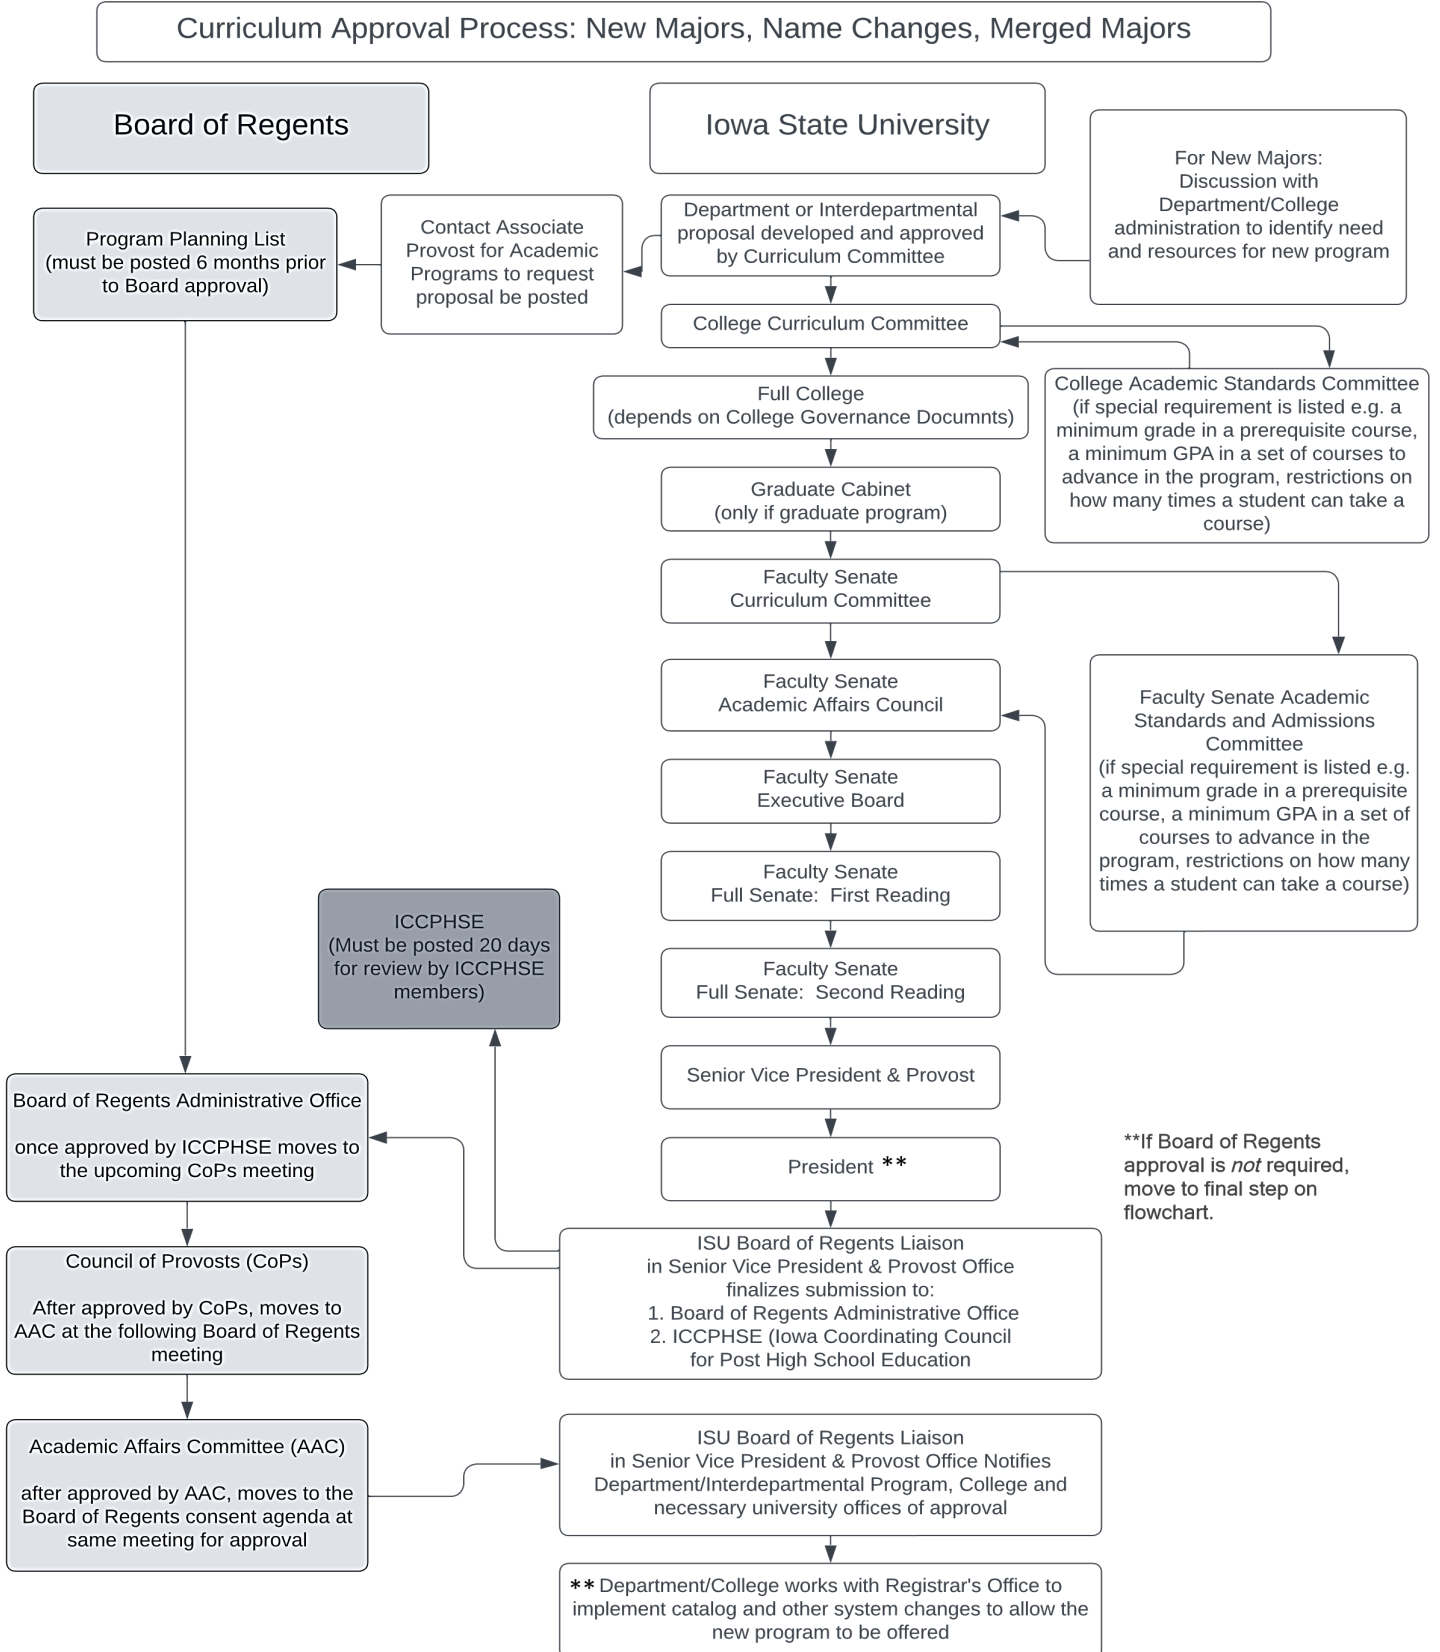 Curriculum Approval Process: New Majors, Name Changes, Merged Majors
Board of Regents
Iowa State University
For New Majors:
Discussion with
Department/College
administration to identify need
and resources for new program
Program Planning List
(must be posted 6 months prior
to Board approval)
Contact Associate
Provost for Academic
Programs to request
proposal be posted
Department or Interdepartmental
proposal developed and approved
by Curriculum Committee
College Curriculum Committee
College Academic Standards Committee
(if special requirement is listed e.g. a
minimum grade in a prerequisite course,
a minimum GPA in a set of courses to
advance in the program, restrictions on
how many times a student can take a
course)
Full College
(depends on College Governance Documnts)
Graduate Cabinet
(only if graduate program)
Faculty Senate
Curriculum Committee
Faculty Senate
Academic Affairs Council
Faculty Senate Academic
Standards and Admissions
Committee
(if special requirement is listed e.g.
a minimum grade in a prerequisite
course, a minimum GPA in a set of
courses to advance in the
program, restrictions on how many
times a student can take a course)
Faculty Senate
Executive Board
Faculty Senate
Full Senate:  First Reading
ICCPHSE
(Must be posted 20 days
for review by ICCPHSE
members)
Faculty Senate
Full Senate:  Second Reading
Senior Vice President & Provost
Board of Regents Administrative Office
once approved by ICCPHSE moves to
the upcoming CoPs meeting
President **
**If Board of Regents
approval is not required,
move to final step on
flowchart.
ISU Board of Regents Liaison
in Senior Vice President & Provost Office
finalizes submission to:
1. Board of Regents Administrative Office
2. ICCPHSE (Iowa Coordinating Council
for Post High School Education
Council of Provosts (CoPs)
After approved by CoPs, moves to
AAC at the following Board of Regents
meeting
Academic Affairs Committee (AAC)
after approved by AAC, moves to the
Board of Regents consent agenda at
same meeting for approval
ISU Board of Regents Liaison
in Senior Vice President & Provost Office Notifies
Department/Interdepartmental Program, College and
necessary university offices of approval
** Department/College works with Registrar's Office to
implement catalog and other system changes to allow the
new program to be offered